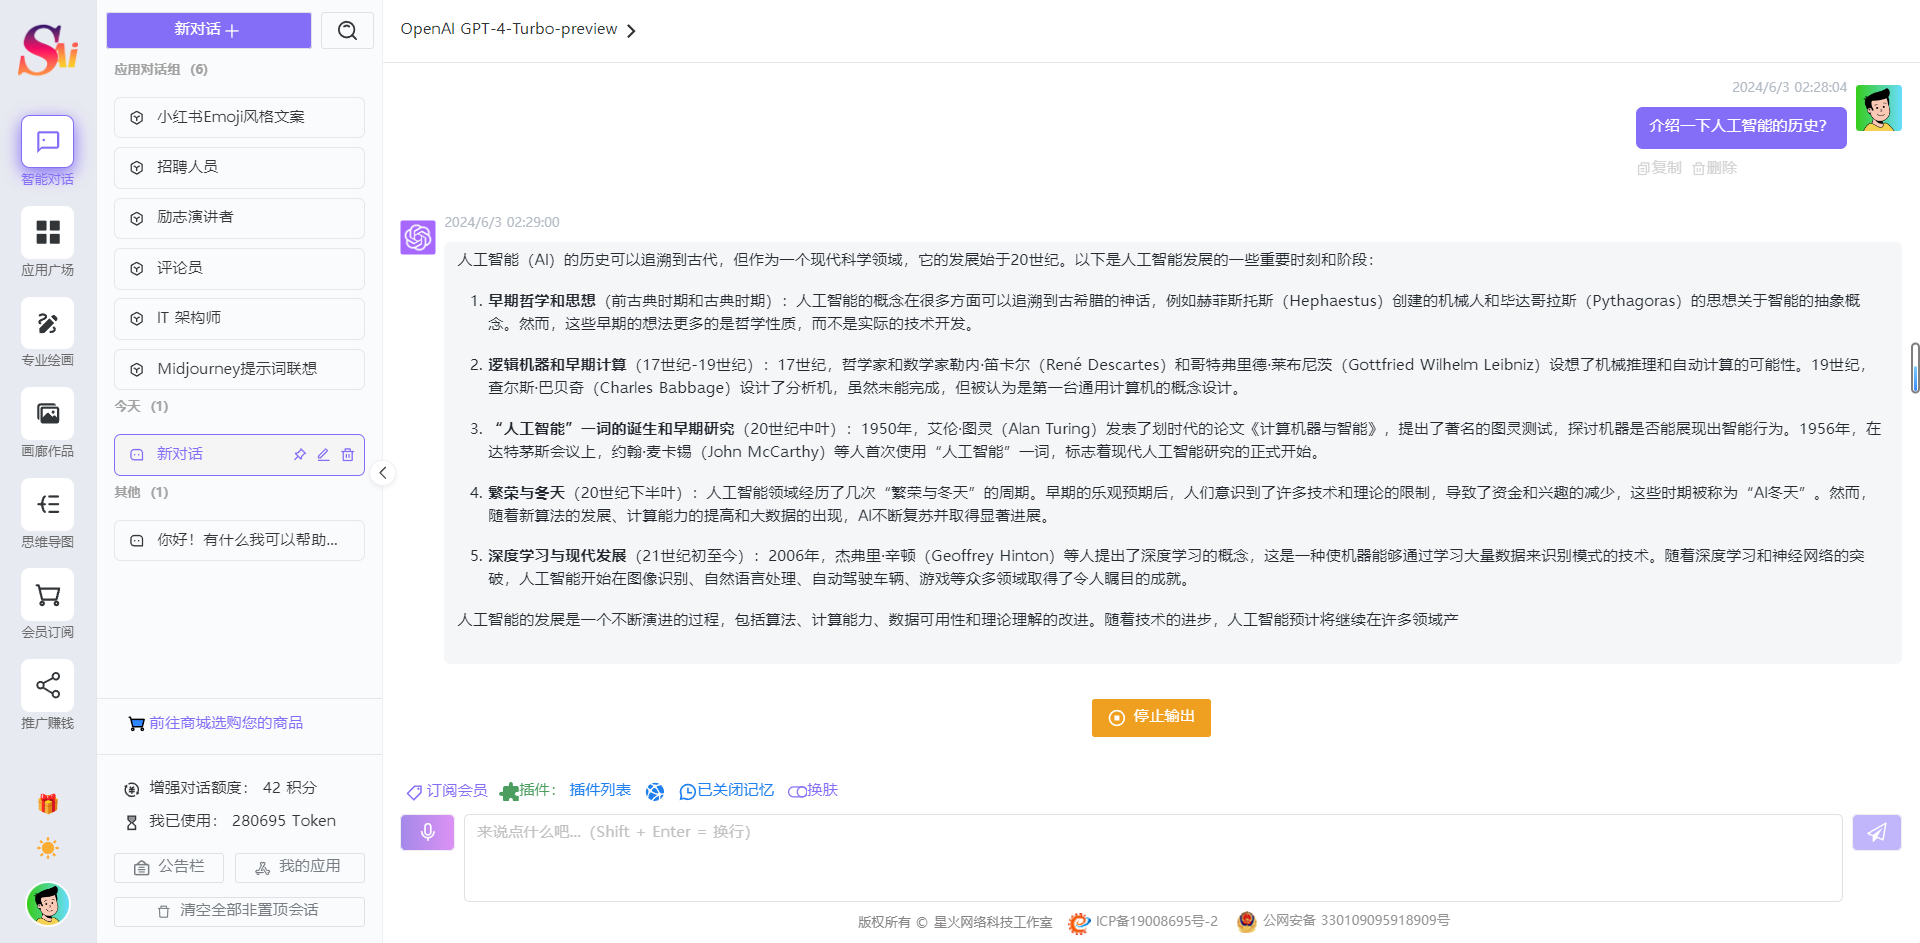 智能对话
应用广场
专业绘画
画廊作品
思维导图
会员订阅
推广赚钱
新对话
应用对话组 (6)
小红书Emoji风格文案
招聘人员
励志演讲者
评论员
IT 架构师
Midjourney提示词联想
今天 (1)
新对话
其他 (1)
你好！有什么我可以帮助...
前往商城选购您的商品
增强对话额度： 42 积分
我已使用： 280695 Token
公告栏
我的应用
清空全部非置顶会话
OpenAI GPT-4-Turbo-preview
2024/6/3 02:28:04
介绍一下人工智能的历史？
复制 删除
2024/6/3 02:29:00
人工智能（AI）的历史可以追溯到古代，但作为一个现代科学领域，它的发展始于20世纪。以下是人工智能发展的一些重要时刻和阶段：
1. 早期哲学和思想（前古典时期和古典时期）：人工智能的概念在很多方面可以追溯到古希腊的神话，例如赫菲斯托斯（Hephaestus）创建的机械人和毕达哥拉斯（Pythagoras）的思想关于智能的抽象概
念。然而，这些早期的想法更多的是哲学性质，而不是实际的技术开发。
2. 逻辑机器和早期计算（17世纪-19世纪）：17世纪，哲学家和数学家勒内·笛卡尔（René Descartes）和哥特弗里德·莱布尼茨（Gottfried Wilhelm Leibniz）设想了机械推理和自动计算的可能性。19世纪，
查尔斯·巴贝奇（Charles Babbage）设计了分析机，虽然未能完成，但被认为是第一台通用计算机的概念设计。
3. “人工智能”一词的诞生和早期研究（20世纪中叶）：1950年，艾伦·图灵（Alan Turing）发表了划时代的论文《计算机器与智能》，提出了著名的图灵测试，探讨机器是否能展现出智能行为。1956年，在
达特茅斯会议上，约翰·麦卡锡（John McCarthy）等人首次使用“人工智能”一词，标志着现代人工智能研究的正式开始。
4. 繁荣与冬天（20世纪下半叶）：人工智能领域经历了几次“繁荣与冬天”的周期。早期的乐观预期后，人们意识到了许多技术和理论的限制，导致了资金和兴趣的减少，这些时期被称为“AI冬天”。然而，
随着新算法的发展、计算能力的提高和大数据的出现，AI不断复苏并取得显著进展。
5. 深度学习与现代发展（21世纪初至今）：2006年，杰弗里·辛顿（Geoffrey Hinton）等人提出了深度学习的概念，这是一种使机器能够通过学习大量数据来识别模式的技术。随着深度学习和神经网络的突
破，人工智能开始在图像识别、自然语言处理、自动驾驶车辆、游戏等众多领域取得了令人瞩目的成就。
人工智能的发展是一个不断演进的过程，包括算法、计算能力、数据可用性和理论理解的改进。随着技术的进步，人工智能预计将继续在许多领域产
停止输出
订阅会员 插件： 插件列表 已关闭记忆 换肤
来说点什么吧...（Shift + Enter = 换行）
版权所有 © 星火网络科技工作室 ICP备19008695号-2 公网安备 330109095918909号